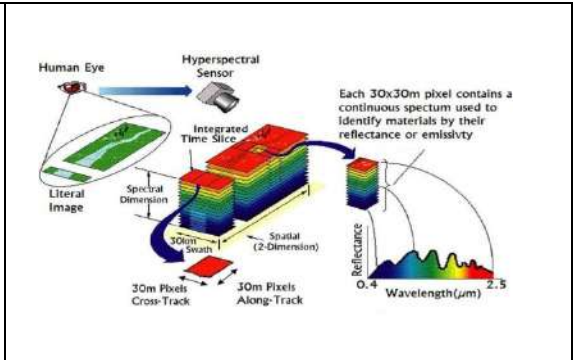 Human Eye
Hyperspectral
Sensor
Each 30x30m pixel contains a
continuous spectum used to
identify materials by their
reflectance or emissivty
Integrated
Time Slice
Literal
Image
Spectral
Dimension
30km
Swath
Spatial
(2-Dimension)
30m Pixels
Cross-Track
30m Pixels
Along-Track
Reflectance
0.4
2.5
Wavelength(μm)